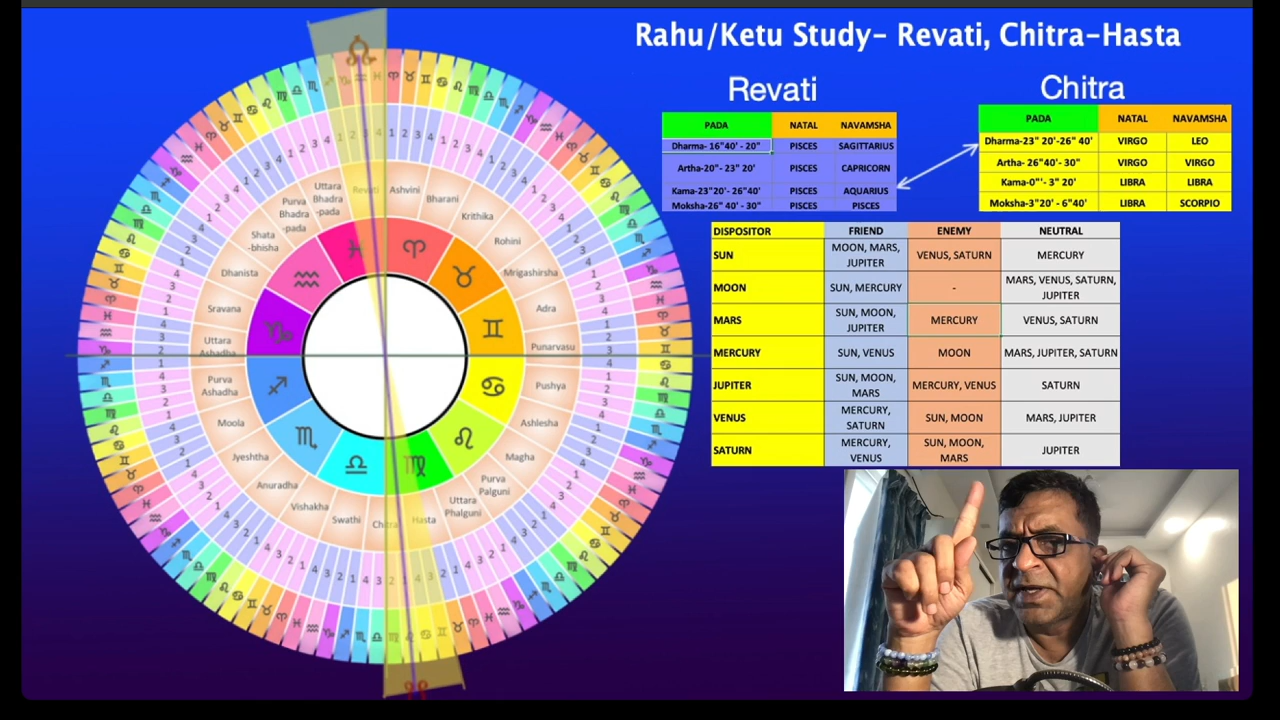 Rahu/Ketu Study- Revati, Chitra-Hasta
Revati
PADA NATAL NAVAMSHA
Dharma- 16"40' - 20" PISCES SAGITTARIUS
Artha-20"- 23" 20' PISCES CAPRICORN
Kama-23"20'- 26"40' PISCES AQUARIUS
Moksha-26" 40' - 30" PISCES PISCES
Chitra
PADA NATAL NAVAMSHA
Dharma-23" 20'-26" 40' VIRGO LEO
Artha- 26"40'- 30" VIRGO VIRGO
Kama-0"'- 3" 20' LIBRA LIBRA
Moksha-3"20' - 6"40' LIBRA SCORPIO
DISPOSITOR FRIEND ENEMY NEUTRAL
SUN MOON, MARS, JUPITER VENUS, SATURN MERCURY
MOON SUN, MERCURY - MARS, VENUS, SATURN, JUPITER
MARS SUN, MOON, JUPITER MERCURY VENUS, SATURN
MERCURY SUN, VENUS MOON MARS, JUPITER, SATURN
JUPITER SUN, MOON, MARS MERCURY, VENUS SATURN
VENUS MERCURY, SATURN SUN, MOON MARS, JUPITER
SATURN MERCURY, VENUS SUN, MOON, MARS JUPITER
Revati
Ashvini
Bharani
Krithika
Rohini
Mrigashirsha
Adra
Punarvasu
Pushya
Ashlesha
Magha
Purva
Palguni
Uttara
Phalguni
Hasta
Chitra
Swathi
Vishakha
Anuradha
Jyeshtha
Moola
Purva
Ashadha
Uttara
Ashadha
Sravana
Dhanista
Shata
-bhisha
Purva
Bhadra
-pada
Uttara
Bhadra
-pada